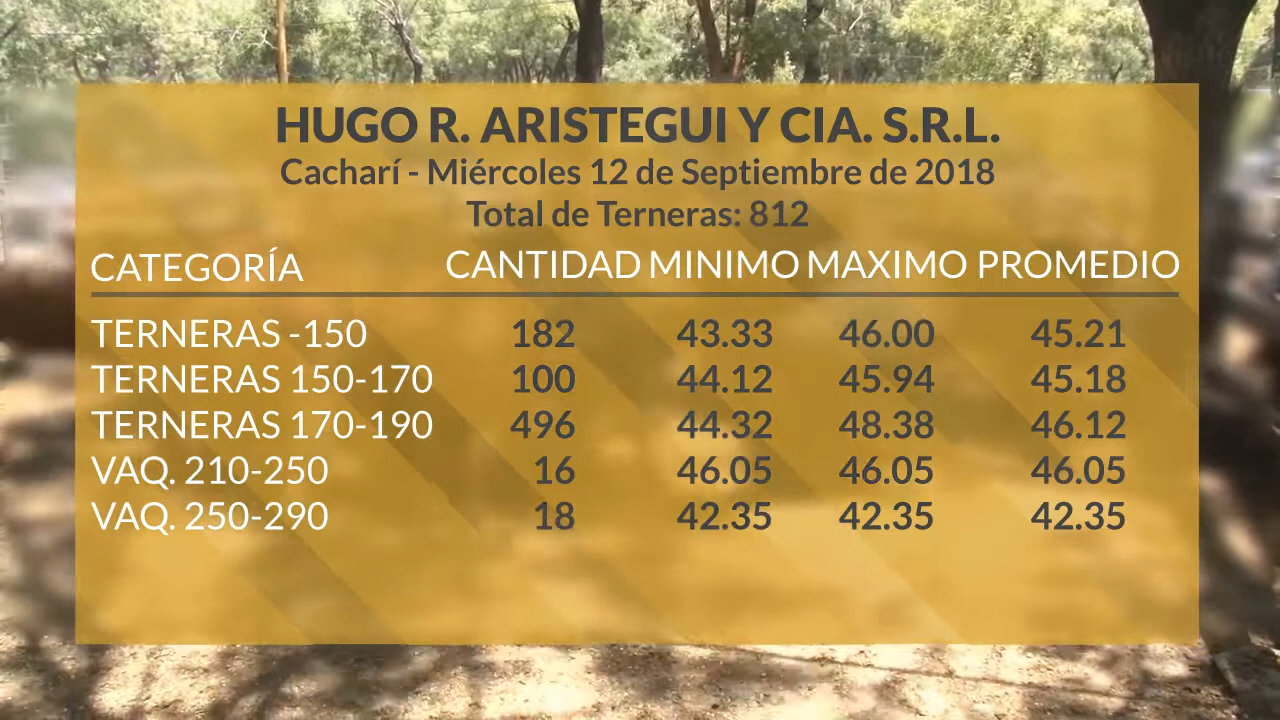 HUGO R. ARISTEGUI Y CIA. S.R.L.
Cacharí - Miércoles 12 de Septiembre de 2018
Total de Terneras: 812
CATEGORÍA CANTIDAD MINIMO MAXIMO PROMEDIO
TERNERAS -150 182 43.33 46.00 45.21
TERNERAS 150-170 100 44.12 45.94 45.18
TERNERAS 170-190 496 44.32 48.38 46.12
VAQ. 210-250 16 46.05 46.05 46.05
VAQ. 250-290 18 42.35 42.35 42.35